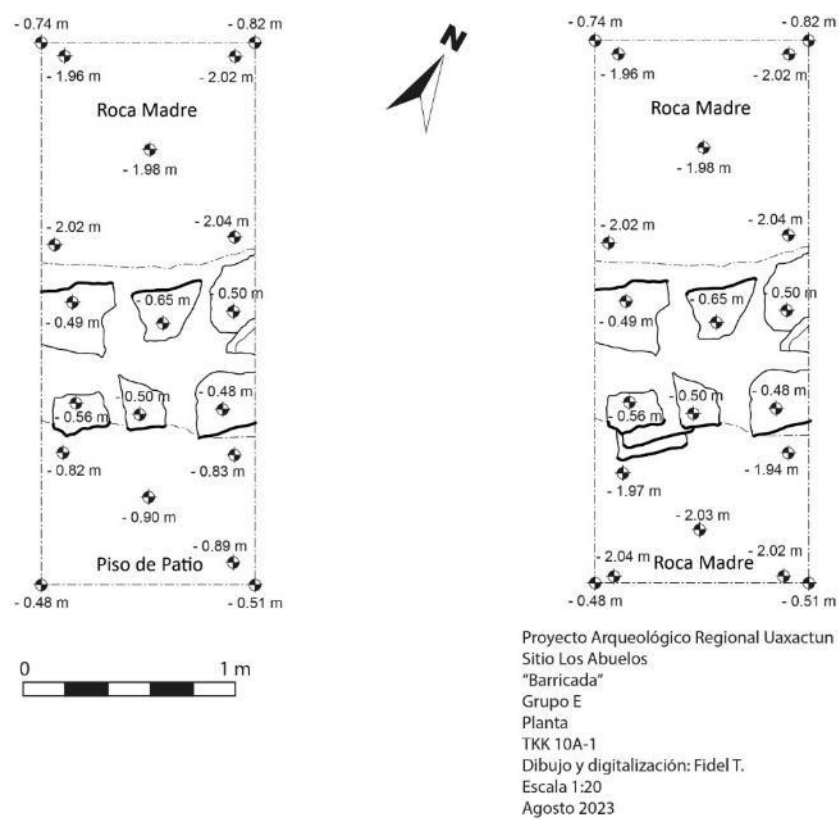 - 0.74 m
- 0.82 m
- 1.96 m
- 2.02 m
Roca Madre
- 1.98 m
- 2.02 m
- 2.04 m
- 0.49 m
- 0.65 m
- 0.50 m
- 0.56 m
- 0.50 m
- 0.48 m
- 0.82 m
- 0.83 m
- 0.90 m
- 0.89 m
Piso de Patio
- 0.48 m
- 0.51 m
N
- 0.74 m
- 0.82 m
- 1.96 m
- 2.02 m
Roca Madre
- 1.98 m
- 2.02 m
- 2.04 m
- 0.49 m
- 0.65 m
- 0.50 m
- 0.56 m
- 0.50 m
- 0.48 m
- 1.97 m
- 1.94 m
- 2.03 m
- 2.04 m
- 2.02 m
Roca Madre
- 0.48 m
- 0.51 m
0 1 m
Proyecto Arqueológico Regional Uaxactun
Sitio Los Abuelos
"Barricada"
Grupo E
Planta
TKK 10A-1
Dibujo y digitalización: Fidel T.
Escala 1:20
Agosto 2023